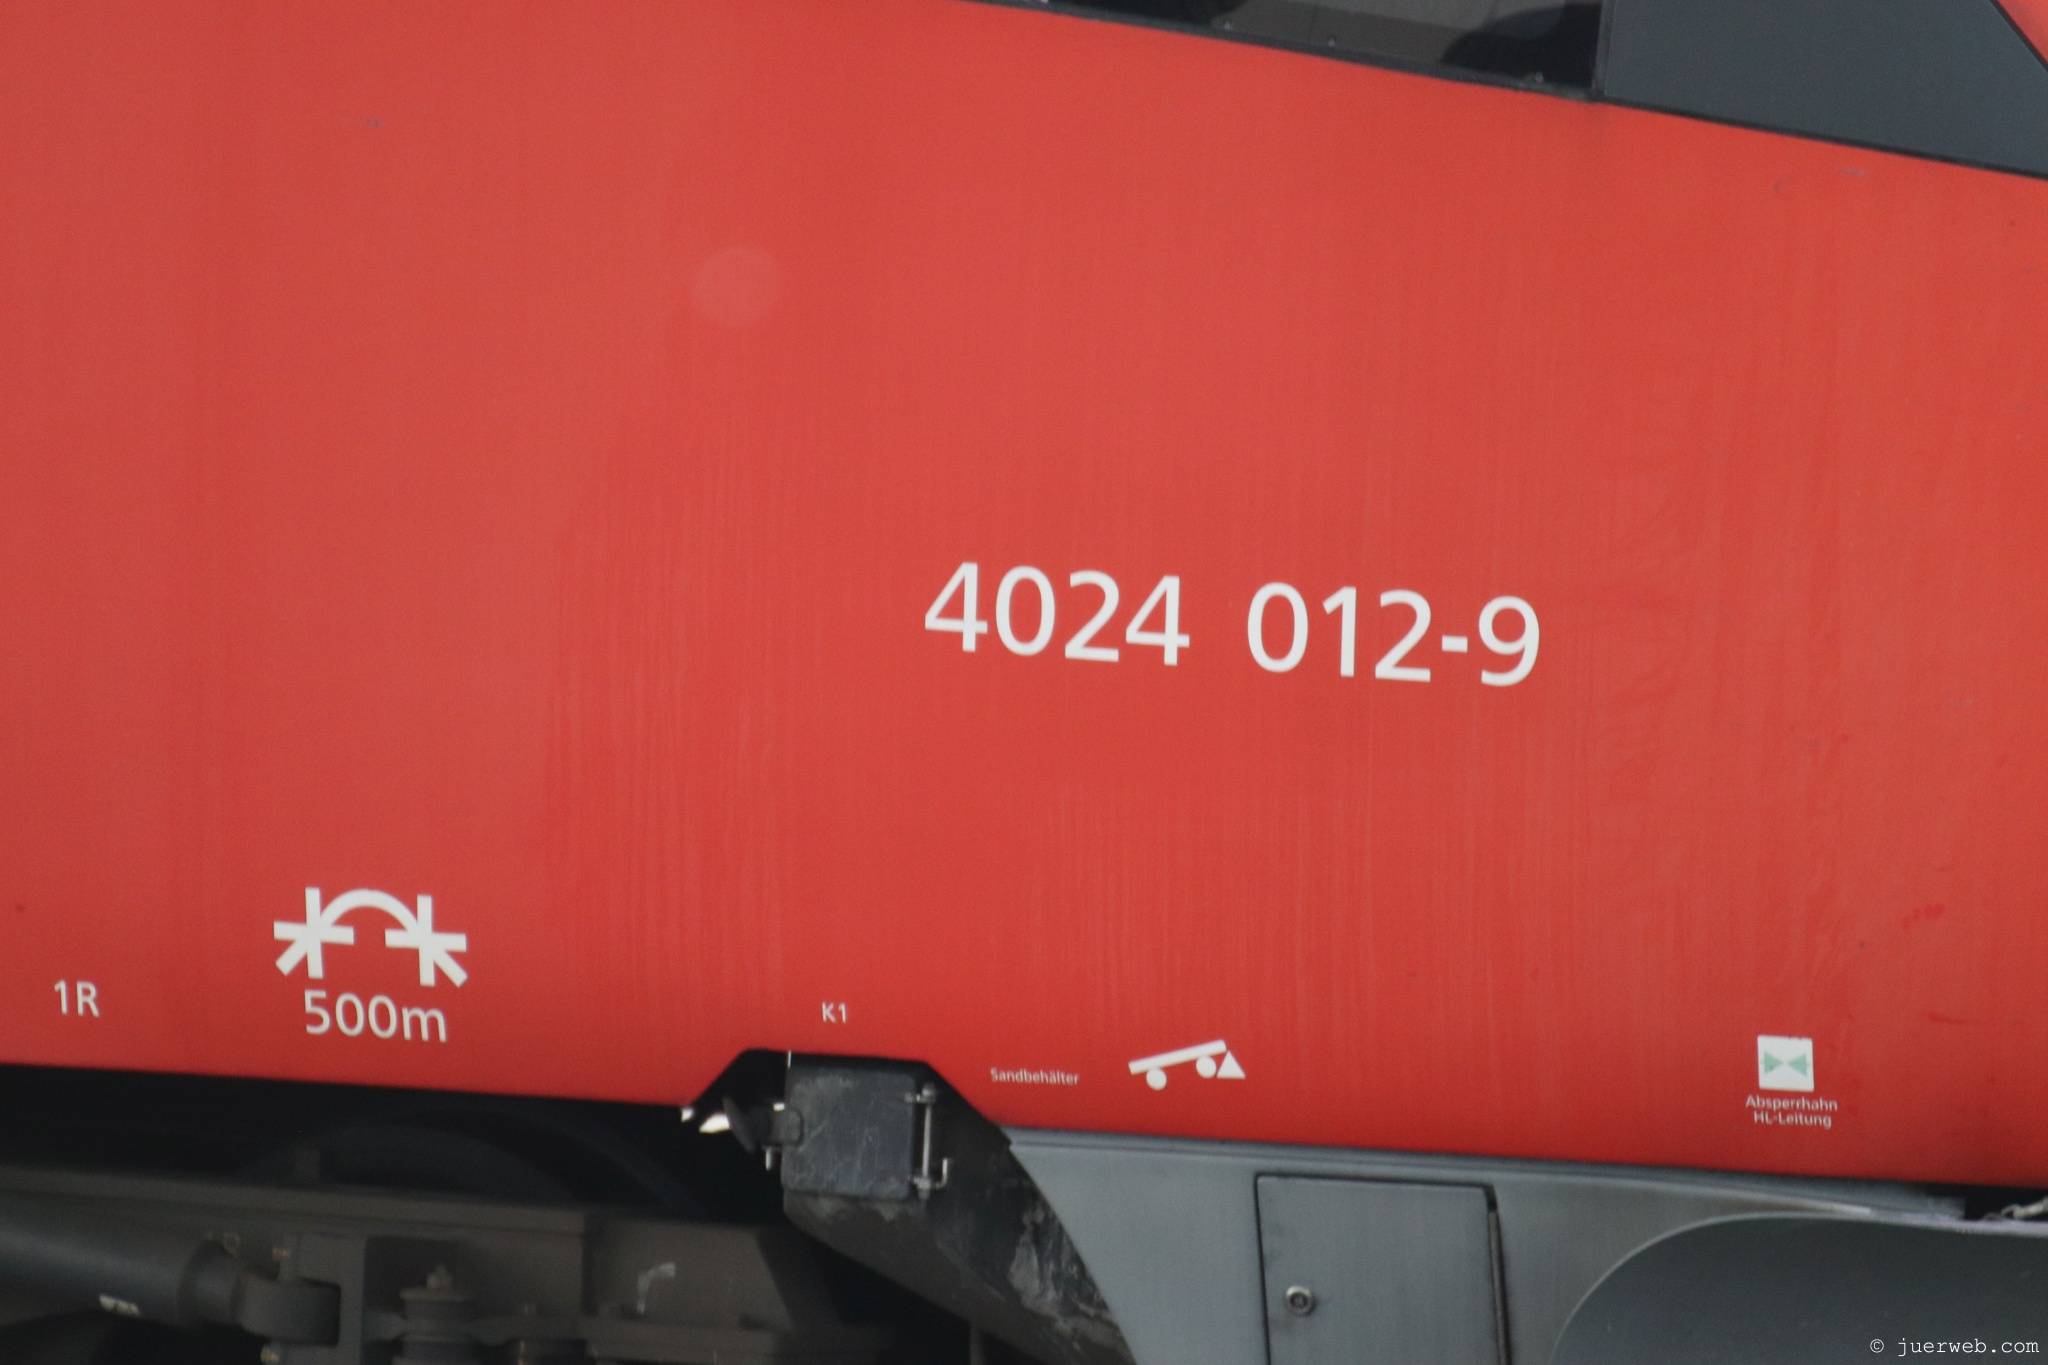 4024 012-9
1R
500m
K1
Sandbehälter
Absperrhahn
HL-Leitung
© juerweb.com